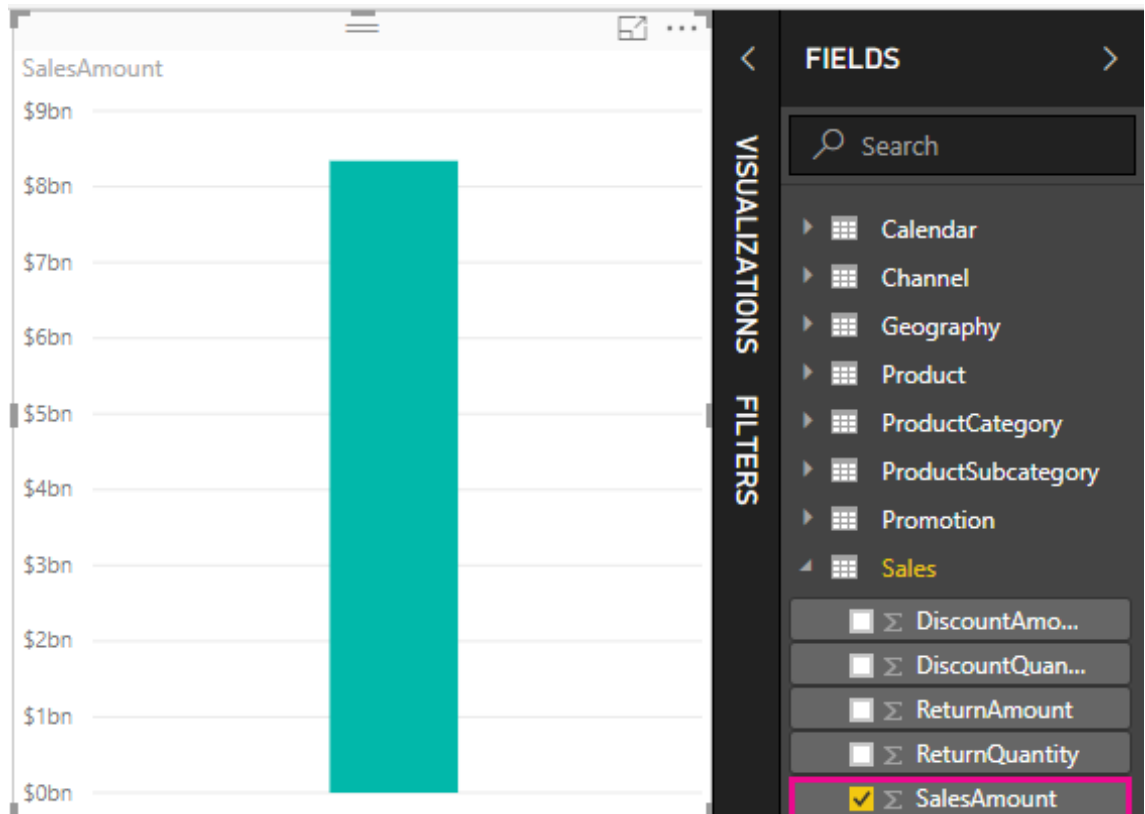 SalesAmount
$9bn
$8bn
$7bn
$6bn
$5bn
$4bn
$3bn
$2bn
$1bn
$0bn
VISUALIZATIONS
FILTERS
FIELDS
Search
Calendar
Channel
Geography
Product
ProductCategory
ProductSubcategory
Promotion
Sales
Σ DiscountAmo...
Σ DiscountQuan...
Σ ReturnAmount
Σ ReturnQuantity
Σ SalesAmount